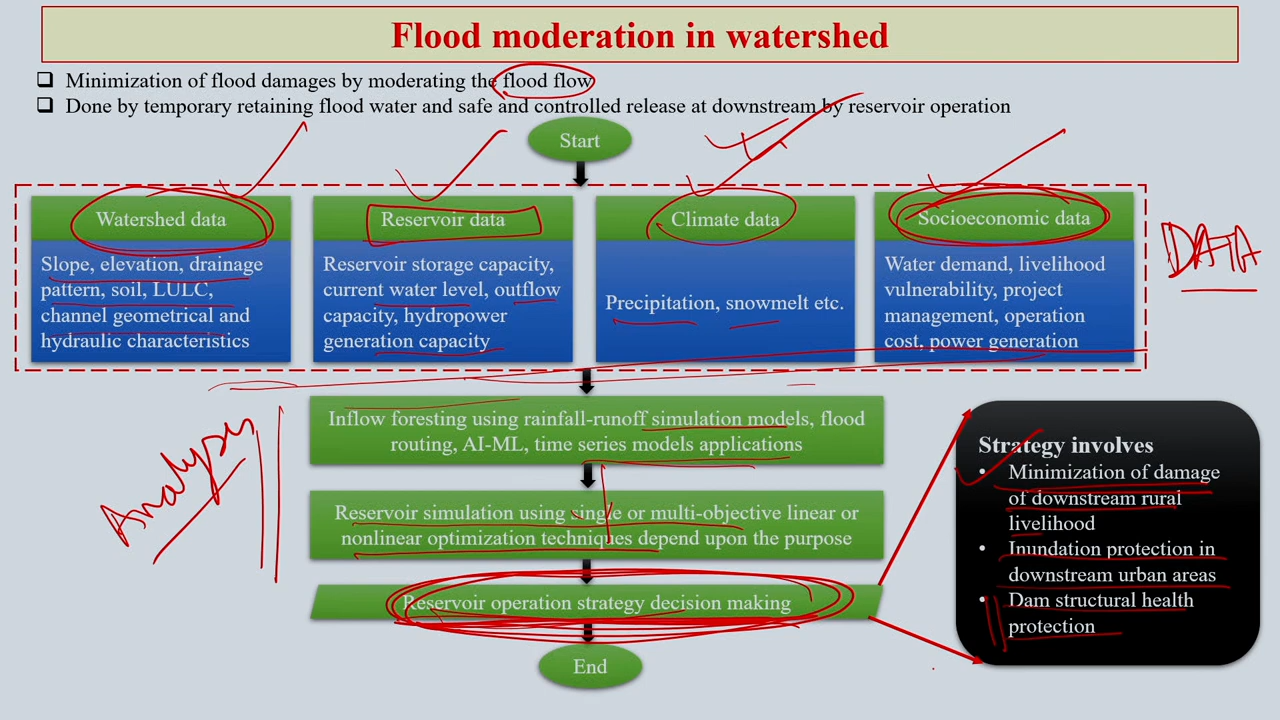 Flood moderation in watershed
Minimization of flood damages by moderating the flood flow
Done by temporary retaining flood water and safe and controlled release at downstream by reservoir operation
Start
Watershed data
Slope, elevation, drainage
pattern, soil, LULC,
channel geometrical and
hydraulic characteristics
Reservoir data
Reservoir storage capacity,
current water level, outflow
capacity, hydropower
generation capacity
Climate data
Precipitation, snowmelt etc.
Socioeconomic data
Water demand, livelihood
vulnerability, project
management, operation
cost, power generation
DATA
Inflow foresting using rainfall-runoff simulation models, flood
routing, AI-ML, time series models applications
Analysis
Reservoir simulation using single or multi-objective linear or
nonlinear optimization techniques depend upon the purpose
Reservoir operation strategy decision making
End
Strategy involves
• Minimization of damage
of downstream rural
livelihood
• Inundation protection in
downstream urban areas
• Dam structural health
protection